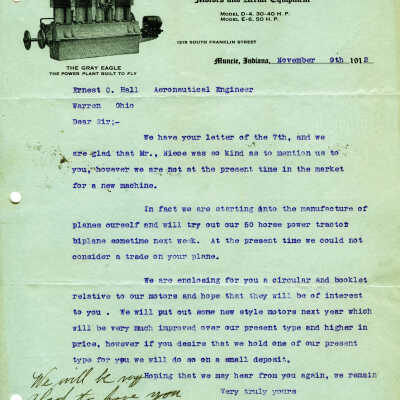 Motors and Aerial Equipment
MODEL D-4, 30-40 H. P.
MODEL E-6, 50 H. P.
1219 SOUTH FRANKLIN STREET
THE GRAY EAGLE
THE POWER PLANT BUILT TO FLY
Muncie, Indiana, November 9th 1912
Ernest C. Hall Aeronautical Engineer
Warren Ohio
Dear Sir;-
We have your letter of the 7th, and we
are glad that Mr., Niece was so kind as to mention us to
you, however we are not at the present time in the market
for a new machine.
In fact we are starting into the manufacture of
planes ourself and will try out our 50 horse power tractor
biplane sometime next week. At the present time we could not
consider a trade on your plane.
We are enclosing for you a circular and booklet
relative to our motors and hope that they will be of interest
to you . We will put out some new style motors next year which
will be very much improved over our present type and higher in
price, however if you desire that we hold one of our present
type for you we will do so on a small deposit.
Hoping that we may hear from you again, we remain
Very truly yours
We will be very
glad to have you